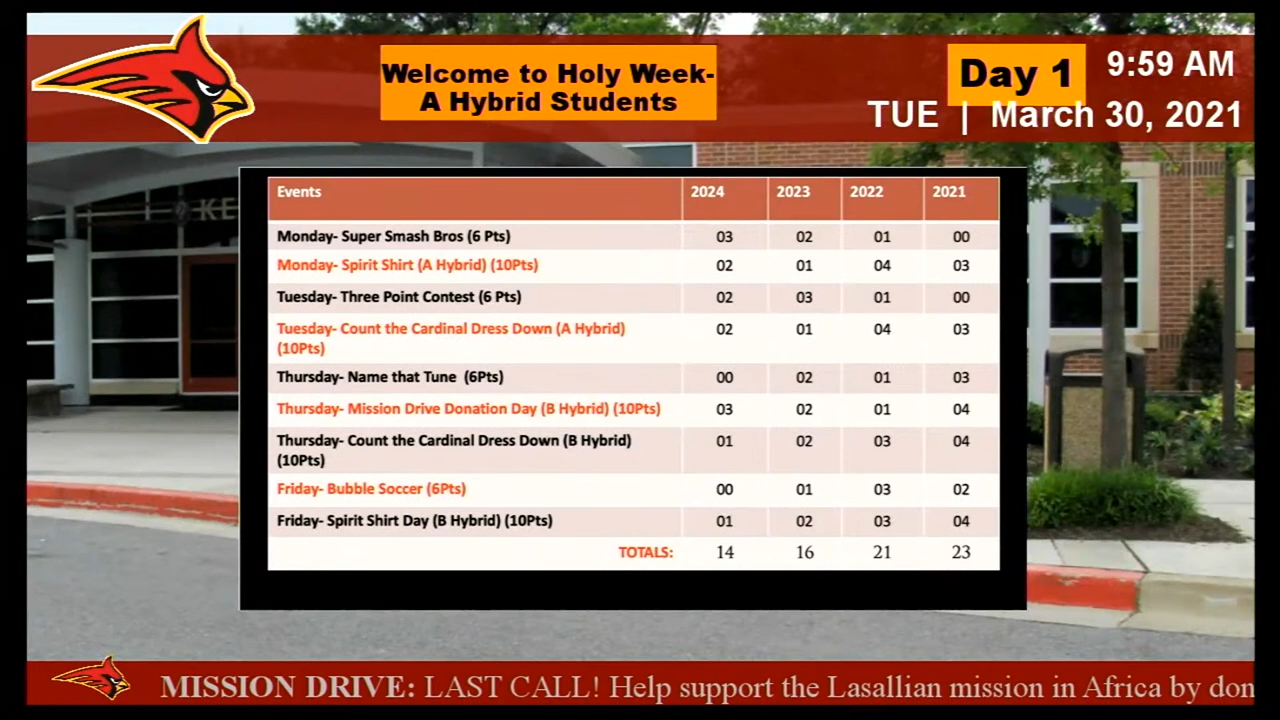 Welcome to Holy Week-
A Hybrid Students
Day 1
9:59 AM
TUE | March 30, 2021
KE
Events 2024 2023 2022 2021
Monday- Super Smash Bros (6 Pts) 03 02 01 00
Monday- Spirit Shirt (A Hybrid) (10Pts) 02 01 04 03
Tuesday- Three Point Contest (6 Pts) 02 03 01 00
Tuesday- Count the Cardinal Dress Down (A Hybrid)
(10Pts) 02 01 04 03
Thursday- Name that Tune (6Pts) 00 02 01 03
Thursday- Mission Drive Donation Day (B Hybrid) (10Pts) 03 02 01 04
Thursday- Count the Cardinal Dress Down (B Hybrid)
(10Pts) 01 02 03 04
Friday- Bubble Soccer (6Pts) 00 01 03 02
Friday- Spirit Shirt Day (B Hybrid) (10Pts) 01 02 03 04
TOTALS: 14 16 21 23
MISSION DRIVE: LAST CALL! Help support the Lasallian mission in Africa by don